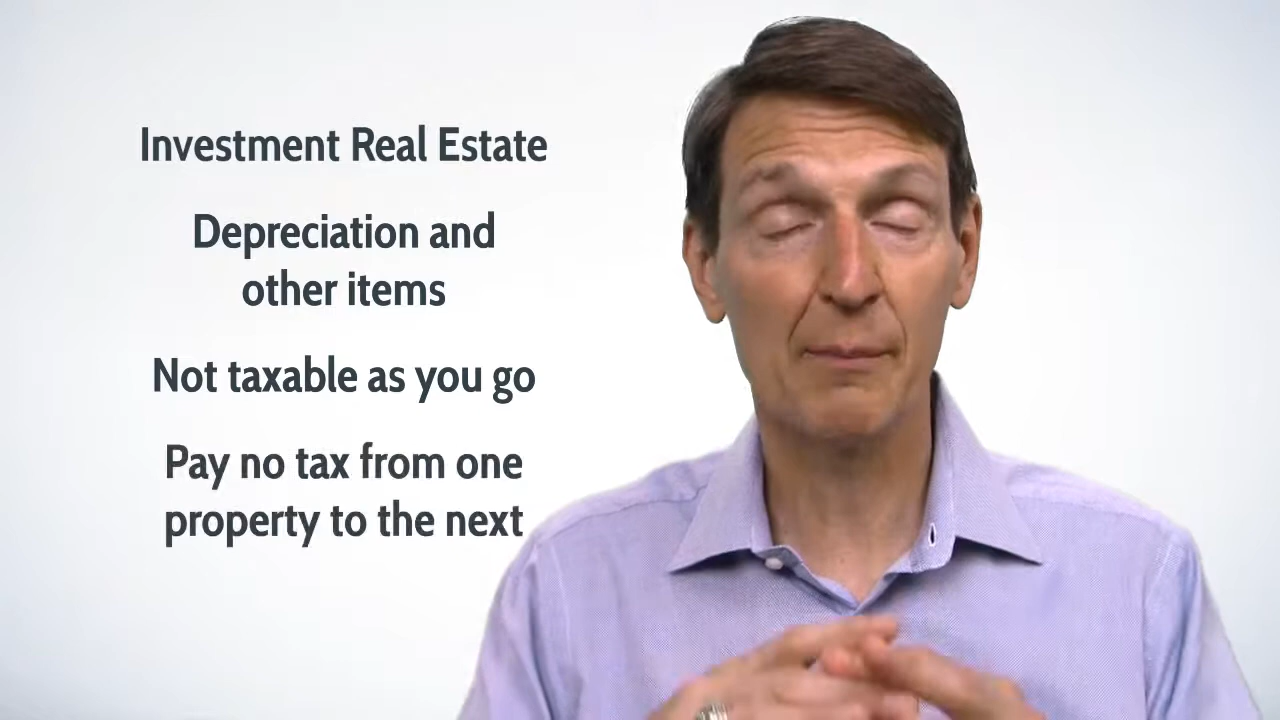 Investment Real Estate
Depreciation and
other items
Not taxable as you go
Pay no tax from one
property to the next